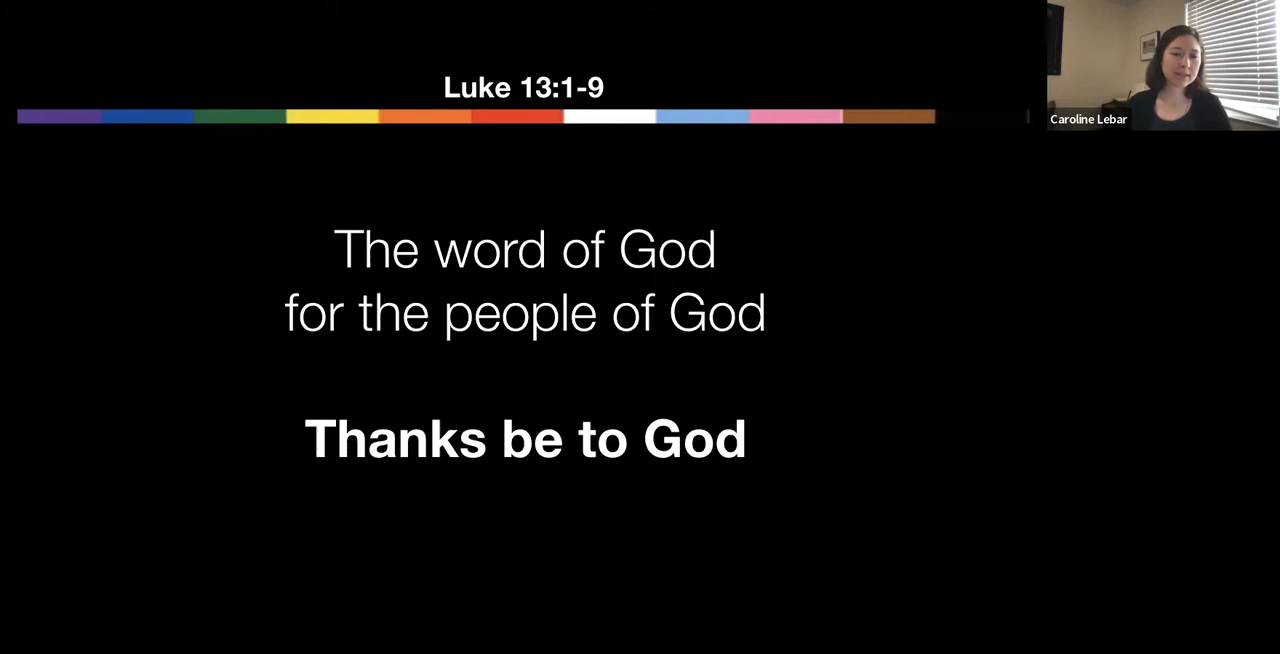 Luke 13:1-9
Caroline Lebar
The word of God
for the people of God
Thanks be to God